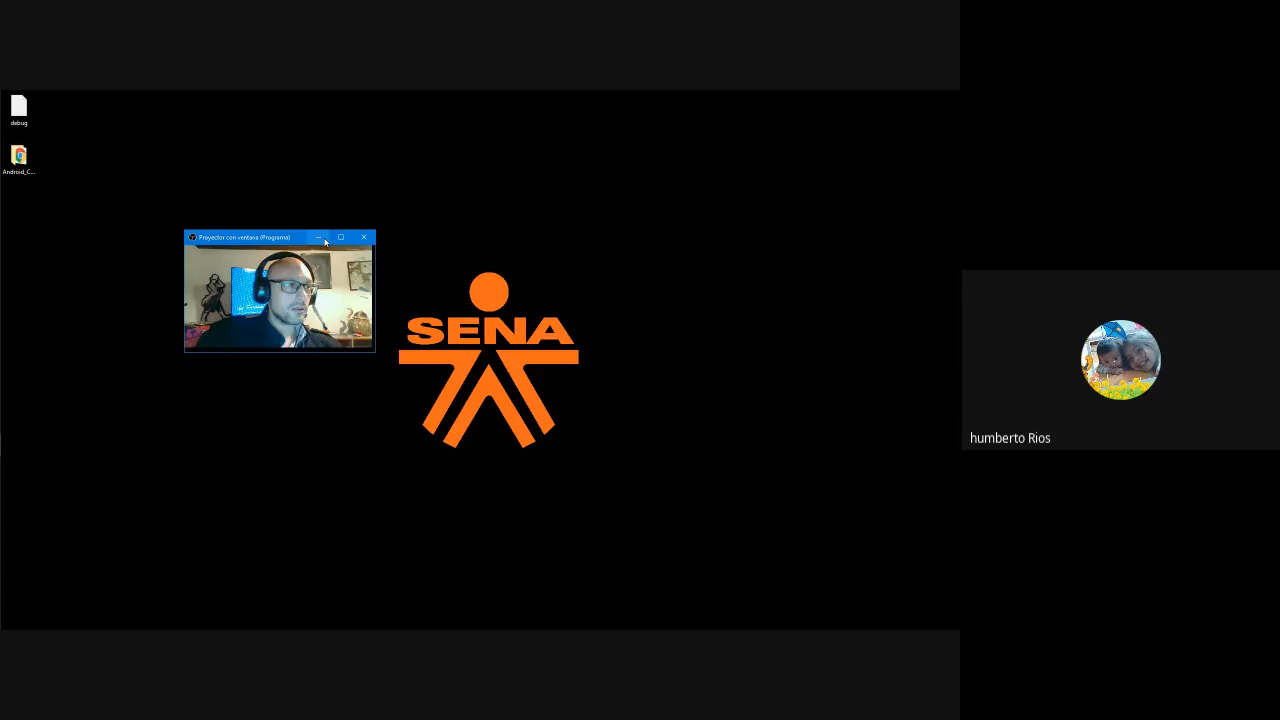 debug
Android_C...
Proyector con ventana (Programa)
SENA
humberto Rios